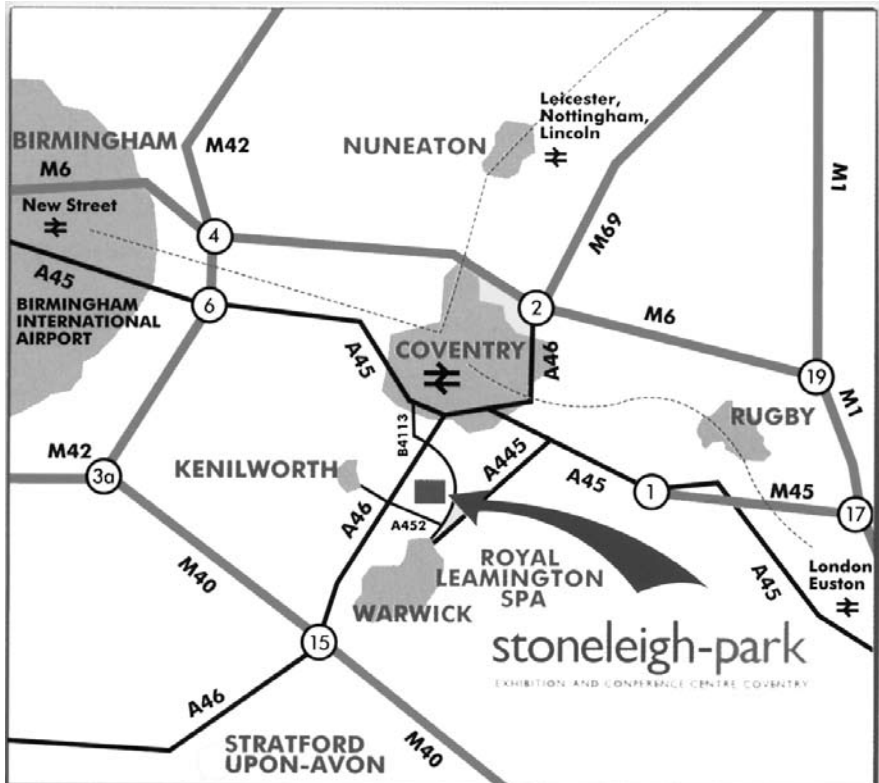 Leicester,
Nottingham,
Lincoln
BIRMINGHAM
M42
NUNEATON
M6
New Street
4
M69
M1
A45
6
BIRMINGHAM
INTERNATIONAL
AIRPORT
2
M6
A45
COVENTRY
A46
19
M1
RUGBY
B4113
M42
3a
KENILWORTH
A445
A45
1
M45
17
A46
A452
ROYAL
LEAMINGTON
SPA
London
Euston
A45
M40
WARWICK
15
stoneleigh-park
EXHIBITION AND CONFERENCE CENTRE COVENTRY
A46
STRATFORD
UPON-AVON
M40